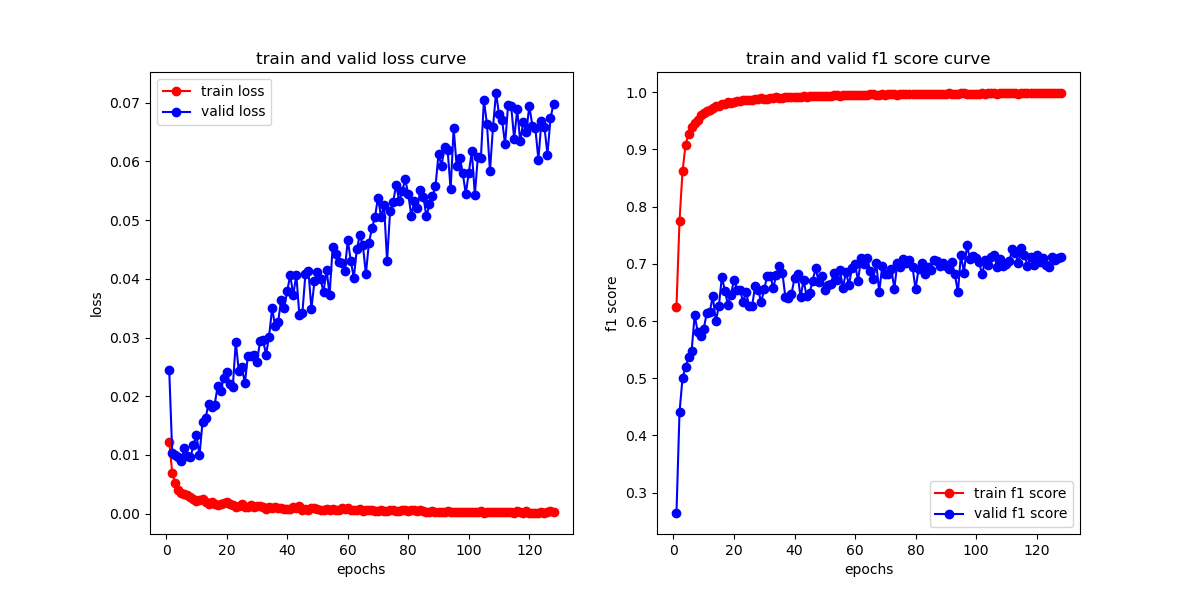 train and valid loss curve
train loss
valid loss
0.07
0.06
0.05
0.04
0.03
0.02
0.01
0.00
loss
0 20 40 60 80 100 120
epochs
train and valid f1 score curve
1.0
0.9
0.8
0.7
0.6
0.5
0.4
0.3
f1 score
train f1 score
valid f1 score
0 20 40 60 80 100 120
epochs